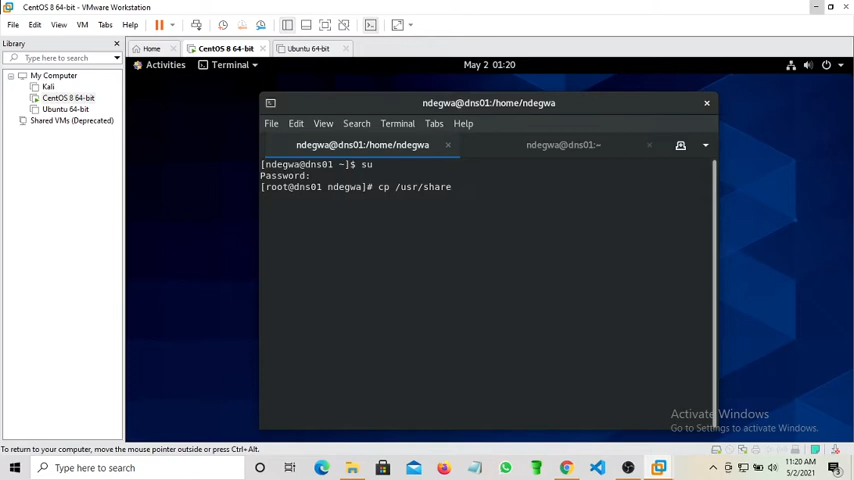 CentOS 8 64-bit - VMware Workstation
File Edit View VM Tabs Help
Library
Home
CentOS 8 64-bit
Ubuntu 64-bit
Type here to search
My Computer
Kali
CentOS 8 64-bit
Ubuntu 64-bit
Shared VMs (Deprecated)
Activities Terminal May 2 01:20
ndegwa@dns01:/home/ndegwa
File Edit View Search Terminal Tabs Help
ndegwa@dns01:/home/ndegwa
ndegwa@dns01:~
[ndegwa@dns01 ~]$ su
Password:
[root@dns01 ndegwa]# cp /usr/share
Activate Windows
Go to Settings to activate Windows.
To return to your computer, move the mouse pointer outside or press Ctrl+Alt.
Type here to search
11:20 AM
5/2/2021
3